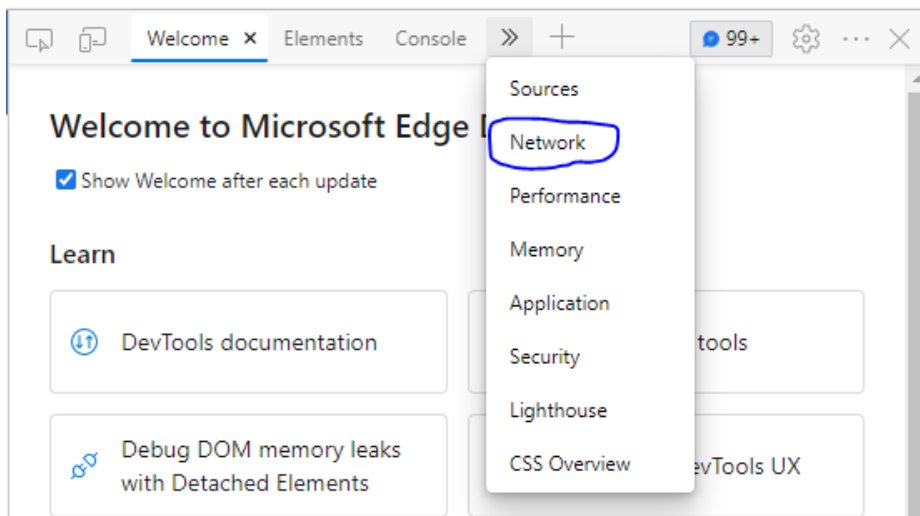 Welcome × Elements Console » + 99+ ··· ×
Sources
Network
Performance
Memory
Application
Security
Lighthouse
CSS Overview
Welcome to Microsoft Edge D
Show Welcome after each update
Learn
DevTools documentation
tools
Debug DOM memory leaks
with Detached Elements
evTools UX